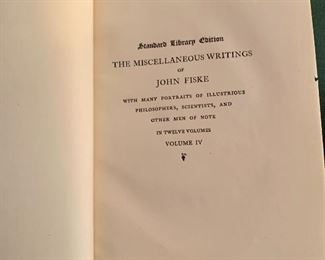 Standard Library Edition
THE MISCELLANEOUS WRITINGS
OF
JOHN FISKE
WITH MANY PORTRAITS OF ILLUSTRIOUS
PHILOSOPHERS, SCIENTISTS, AND
OTHER MEN OF NOTE
IN TWELVE VOLUMES
VOLUME IV